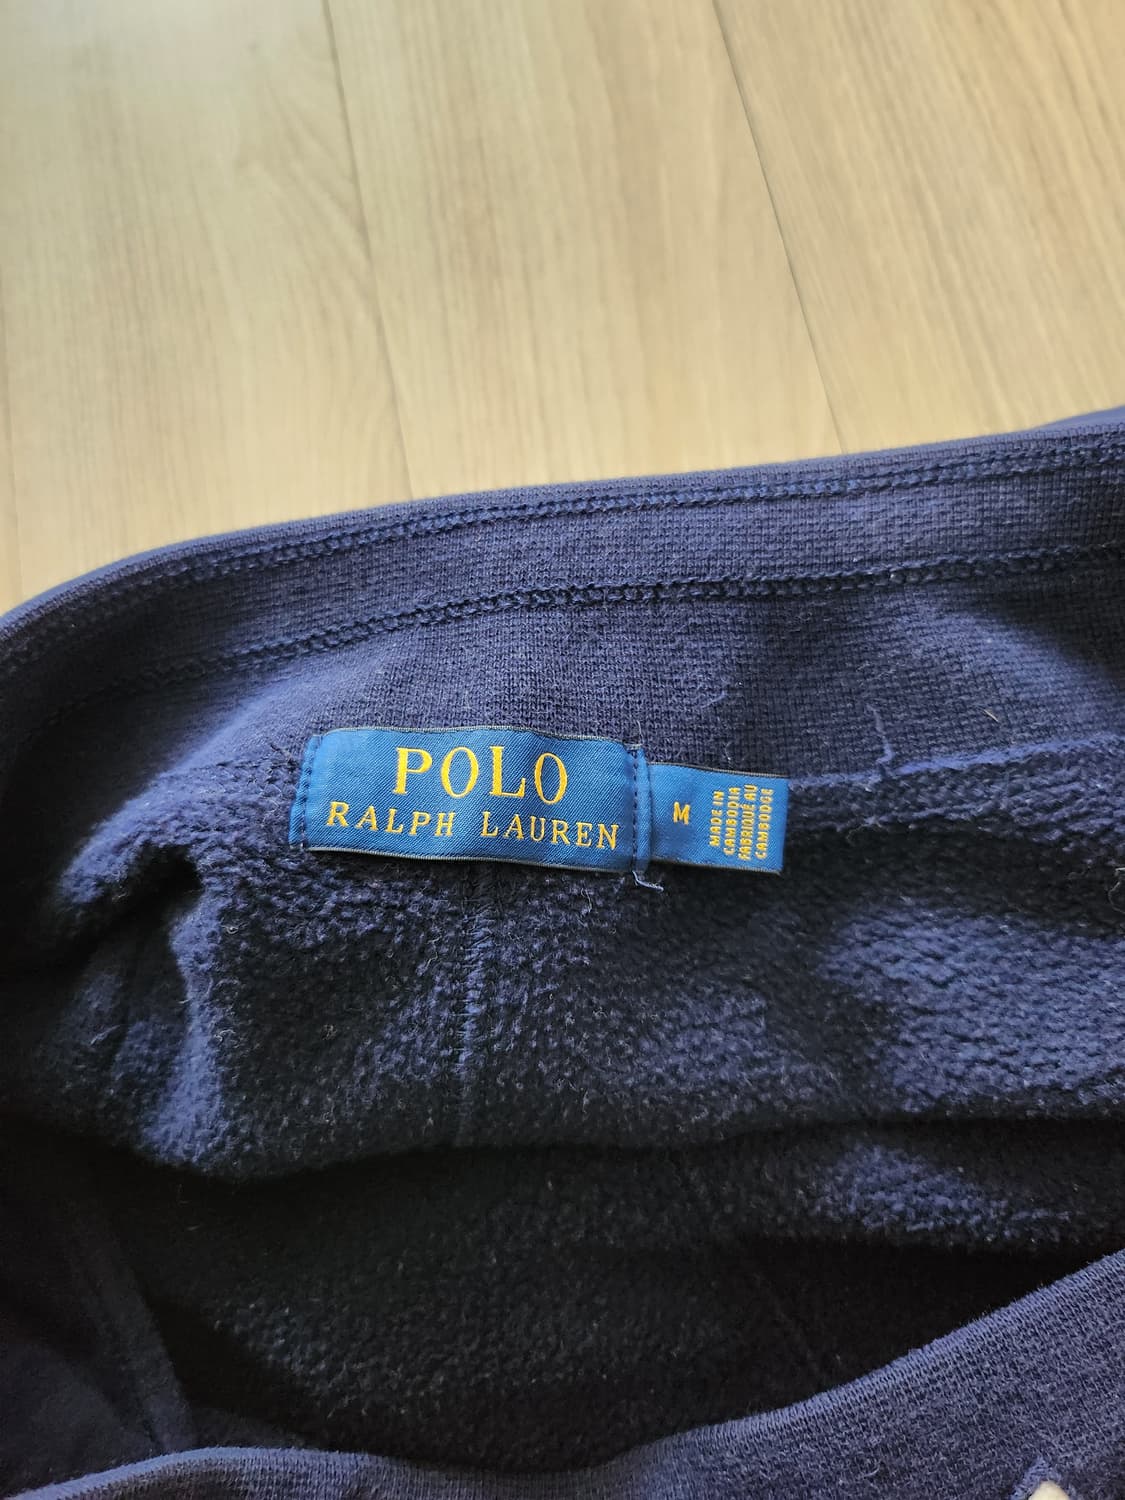 POLO
RALPH LAUREN
M
MADE IN
CAMBODIA
FABRIQUÉ AU
CAMBODGE